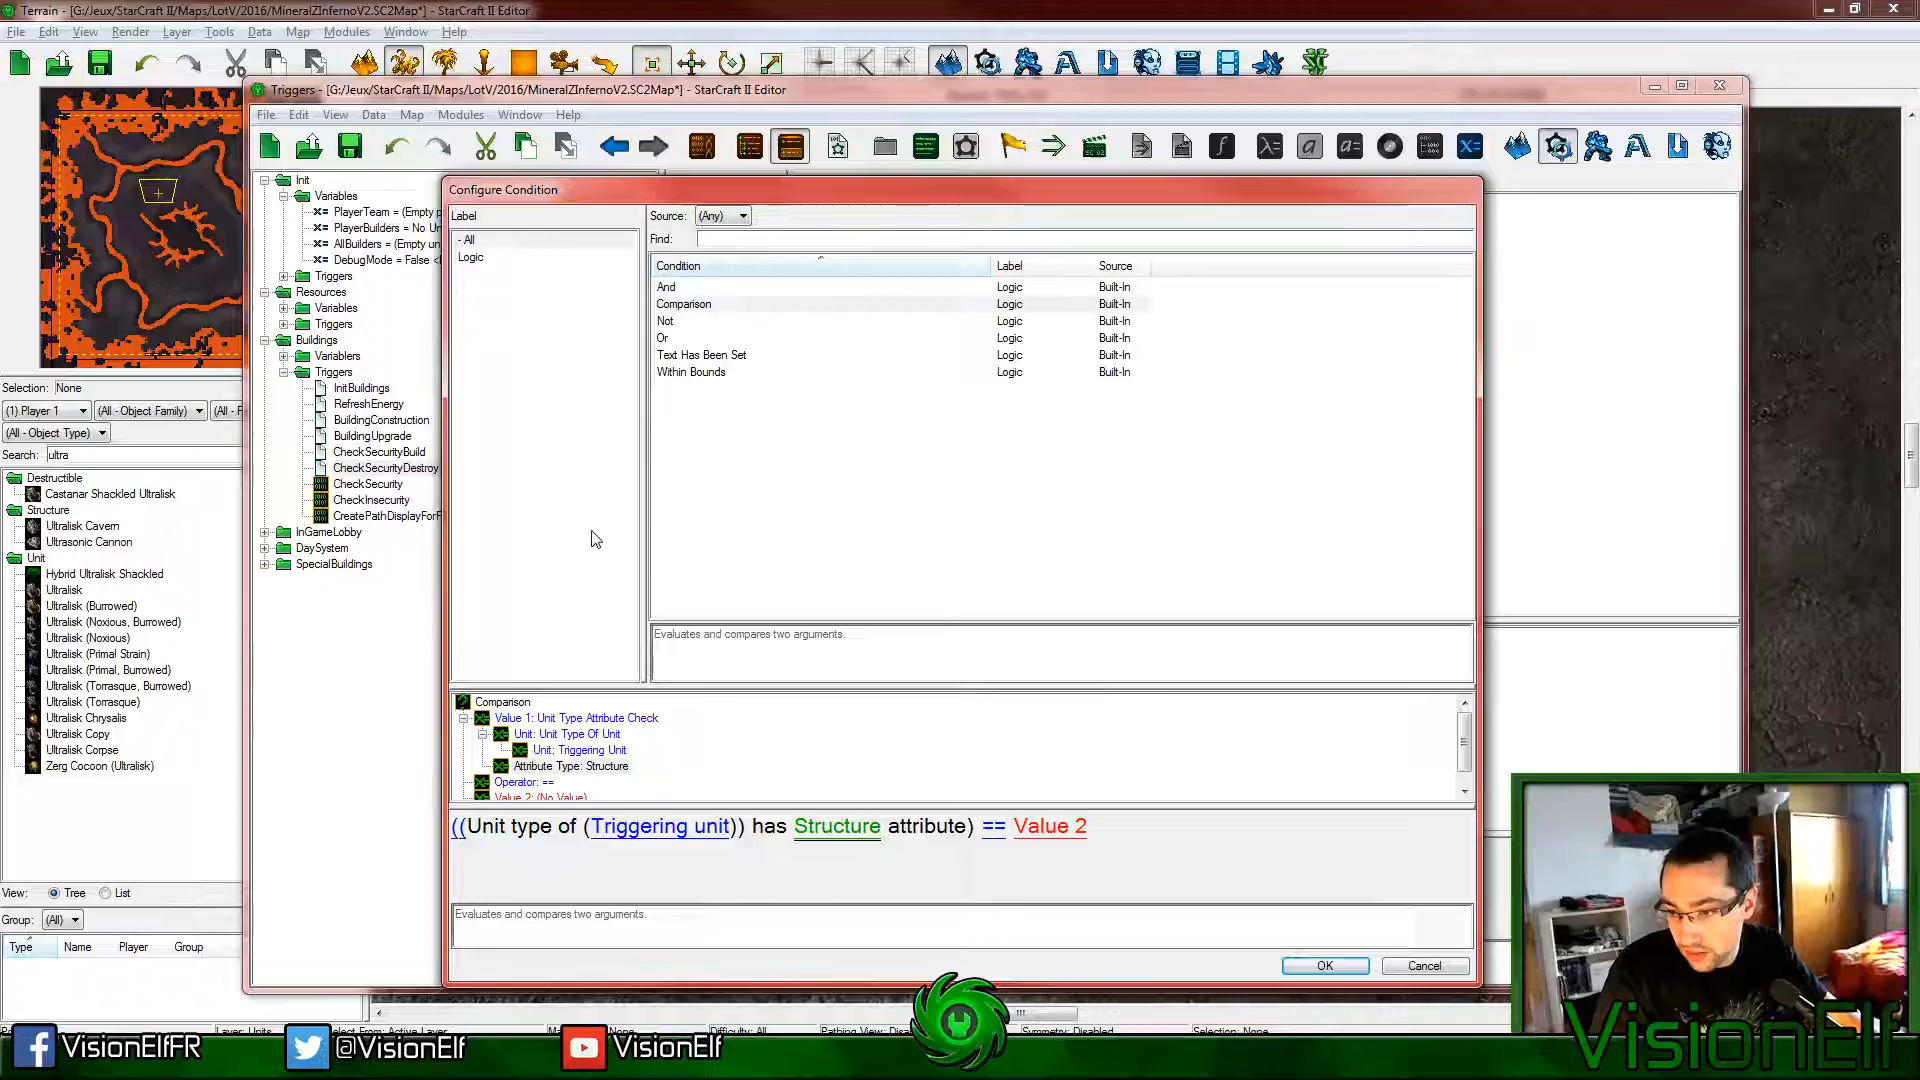 Terrain - [G:/Jeux/StarCraft II/Maps/LotV/2016/MineralZInfernoV2.SC2Map*] - StarCraft II Editor
File Edit View Render Layer Tools Data Map Modules Window Help
Triggers - [G:/Jeux/StarCraft II/Maps/LotV/2016/MineralZInfernoV2.SC2Map*] - StarCraft II Editor
File Edit View Data Map Modules Window Help
Init
Variables
PlayerTeam = (Empty p
PlayerBuilders = No Un
AllBuilders = (Empty un
DebugMode = False <
Triggers
Resources
Variables
Triggers
Buildings
Variablers
Triggers
InitBuildings
RefreshEnergy
BuildingConstruction
BuildingUpgrade
CheckSecurityBuild
CheckSecurityDestroy
CheckSecurity
CheckInsecurity
CreatePathDisplayForF
InGameLobby
DaySystem
SpecialBuildings
Configure Condition
Label
- All
Logic
Source: (Any)
Find:
Condition Label Source
And Logic Built-In
Comparison Logic Built-In
Not Logic Built-In
Or Logic Built-In
Text Has Been Set Logic Built-In
Within Bounds Logic Built-In
Evaluates and compares two arguments.
Comparison
Value 1: Unit Type Attribute Check
Unit: Unit Type Of Unit
Unit: Triggering Unit
Attribute Type: Structure
Operator: ==
Value 2: (No Value)
((Unit type of (Triggering unit)) has Structure attribute) == Value 2
Evaluates and compares two arguments.
OK Cancel
Selection: None
(1) Player 1 (All - Object Family) (All - F
(All - Object Type)
Search: ultra
Destructible
Castanar Shackled Ultralisk
Structure
Ultralisk Cavern
Ultrasonic Cannon
Unit
Hybrid Ultralisk Shackled
Ultralisk
Ultralisk (Burrowed)
Ultralisk (Noxious, Burrowed)
Ultralisk (Noxious)
Ultralisk (Primal Strain)
Ultralisk (Primal, Burrowed)
Ultralisk (Torrasque, Burrowed)
Ultralisk (Torrasque)
Ultralisk Chrysalis
Ultralisk Copy
Ultralisk Corpse
Zerg Cocoon (Ultralisk)
View: Tree List
Group: (All)
Type Name Player Group
VisionElfFR @VisionElf VisionElf
VisionElf